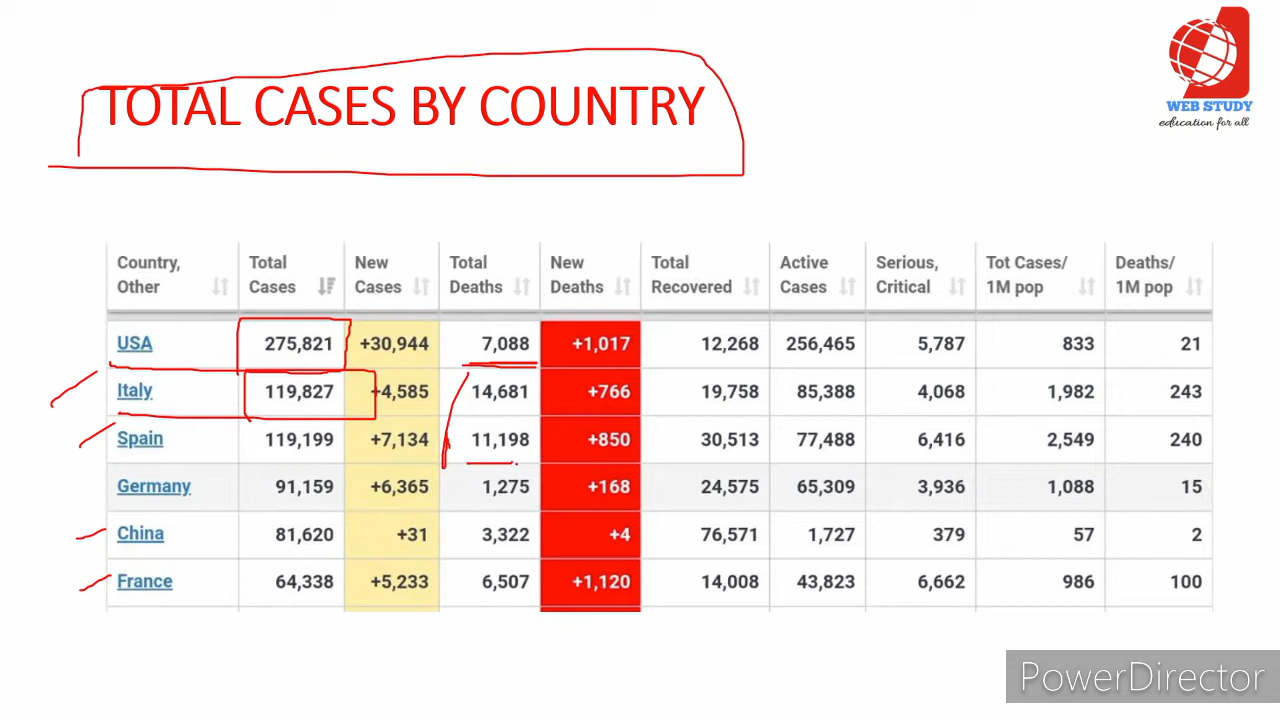 TOTAL CASES BY COUNTRY
WEB STUDY
education for all
Country, Other Total Cases New Cases Total Deaths New Deaths Total Recovered Active Cases Serious, Critical Tot Cases/ 1M pop Deaths/ 1M pop
USA 275,821 +30,944 7,088 +1,017 12,268 256,465 5,787 833 21
Italy 119,827 +4,585 14,681 +766 19,758 85,388 4,068 1,982 243
Spain 119,199 +7,134 11,198 +850 30,513 77,488 6,416 2,549 240
Germany 91,159 +6,365 1,275 +168 24,575 65,309 3,936 1,088 15
China 81,620 +31 3,322 +4 76,571 1,727 379 57 2
France 64,338 +5,233 6,507 +1,120 14,008 43,823 6,662 986 100
PowerDirector